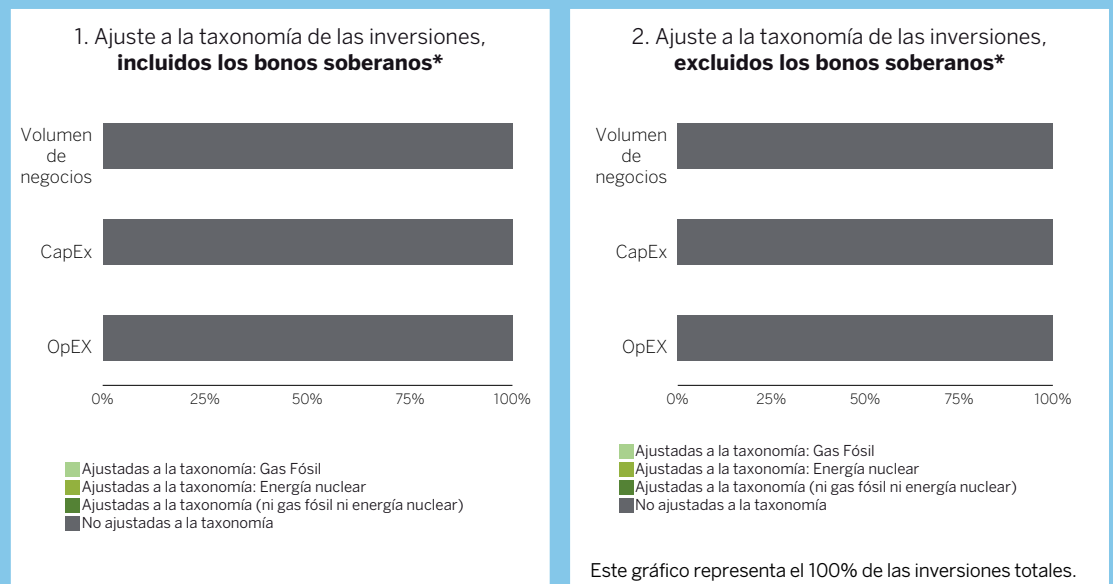 1. Ajuste a la taxonomía de las inversiones,
incluidos los bonos soberanos*
Volumen
de
negocios
CapEx
OpEX
0% 25% 50% 75% 100%
Ajustadas a la taxonomía: Gas Fósil
Ajustadas a la taxonomía: Energía nuclear
Ajustadas a la taxonomía (ni gas fósil ni energía nuclear)
No ajustadas a la taxonomía
2. Ajuste a la taxonomía de las inversiones,
excluidos los bonos soberanos*
Volumen
de
negocios
CapEx
OpEX
0% 25% 50% 75% 100%
Ajustadas a la taxonomía: Gas Fósil
Ajustadas a la taxonomía: Energía nuclear
Ajustadas a la taxonomía (ni gas fósil ni energía nuclear)
No ajustadas a la taxonomía
Este gráfico representa el 100% de las inversiones totales.